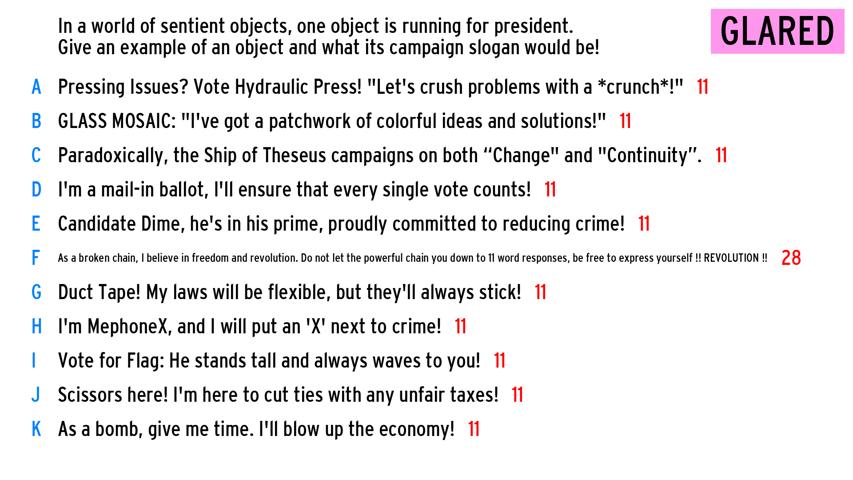 In a world of sentient objects, one object is running for president.
Give an example of an object and what its campaign slogan would be!
GLARED
A Pressing Issues? Vote Hydraulic Press! "Let's crush problems with a *crunch*!" 11
B GLASS MOSAIC: "I've got a patchwork of colorful ideas and solutions!" 11
C Paradoxically, the Ship of Theseus campaigns on both “Change" and "Continuity”. 11
D I'm a mail-in ballot, I'll ensure that every single vote counts! 11
E Candidate Dime, he's in his prime, proudly committed to reducing crime! 11
F As a broken chain, I believe in freedom and revolution. Do not let the powerful chain you down to 11 word responses, be free to express yourself !! REVOLUTION !! 28
G Duct Tape! My laws will be flexible, but they'll always stick! 11
H I'm MephoneX, and I will put an 'X' next to crime! 11
I Vote for Flag: He stands tall and always waves to you! 11
J Scissors here! I'm here to cut ties with any unfair taxes! 11
K As a bomb, give me time. I'll blow up the economy! 11